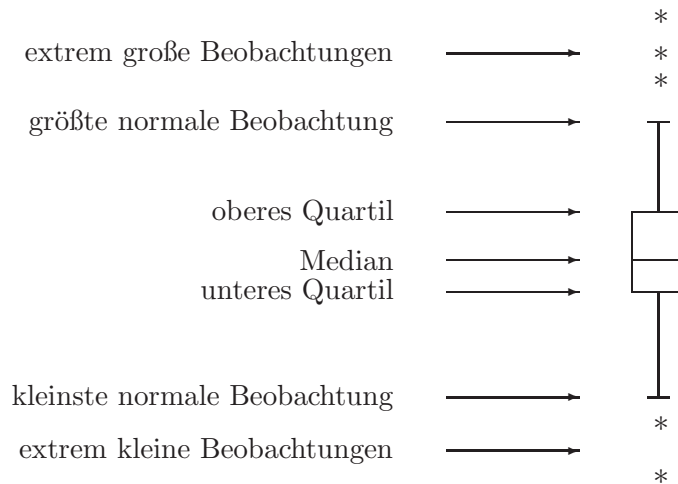 extrem große Beobachtungen
größte normale Beobachtung
oberes Quartil
Median
unteres Quartil
kleinste normale Beobachtung
extrem kleine Beobachtungen